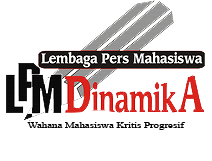 Lembaga Pers Mahasiswa
LPM DinamikA
Wahana Mahasiswa Kritis Progresif